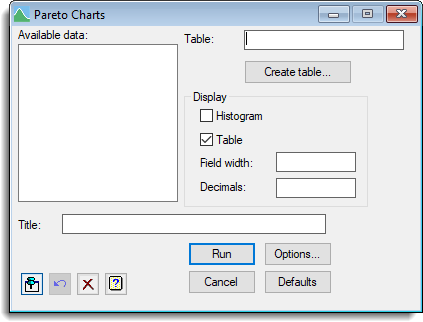 Pareto Charts
Available data:
Table:
Create table...
Display
Histogram
Table
Field width:
Decimals:
Title:
Run
Options...
Cancel
Defaults